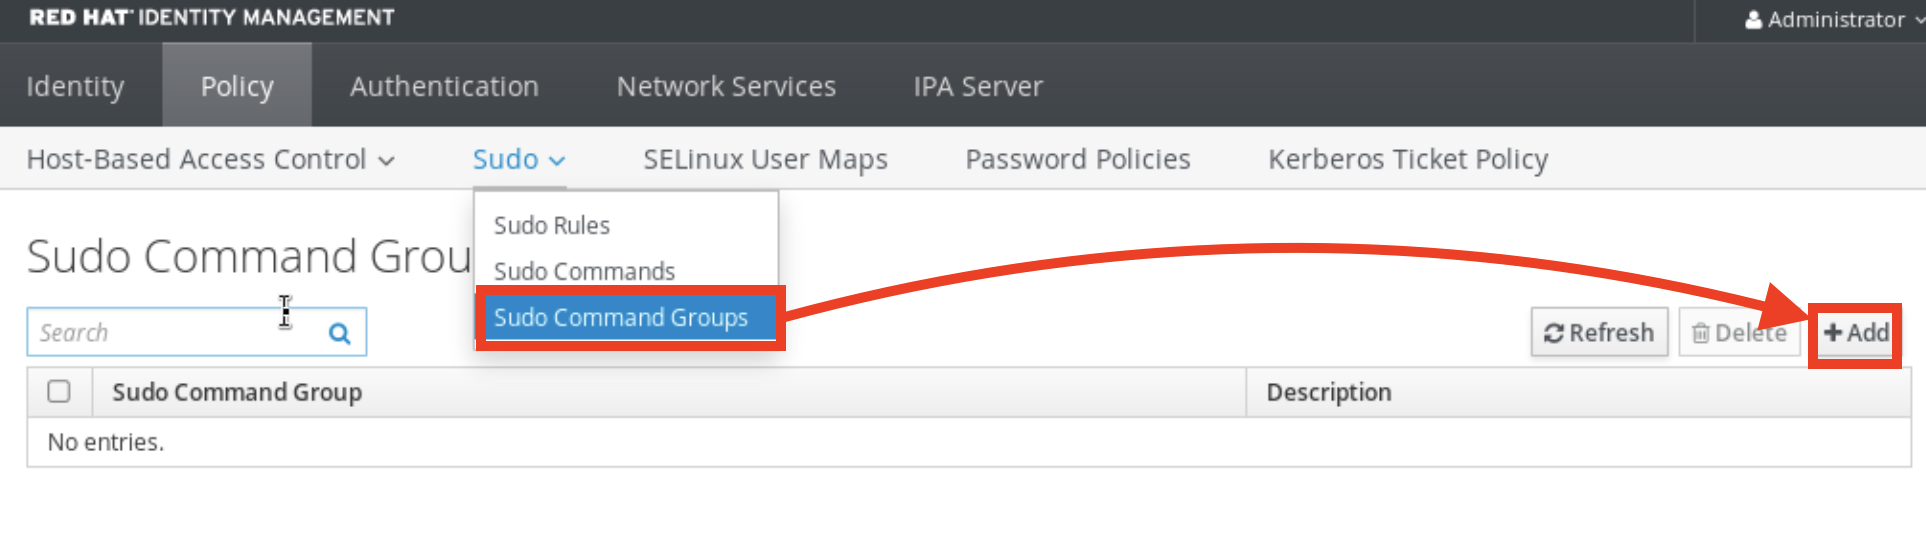 RED HAT IDENTITY MANAGEMENT
Administrator
Identity Policy Authentication Network Services IPA Server
Host-Based Access Control Sudo SELinux User Maps Password Policies Kerberos Ticket Policy
Sudo Rules
Sudo Command Grou
Sudo Commands
Sudo Command Groups
Search
Refresh Delete Add
Sudo Command Group Description
No entries.